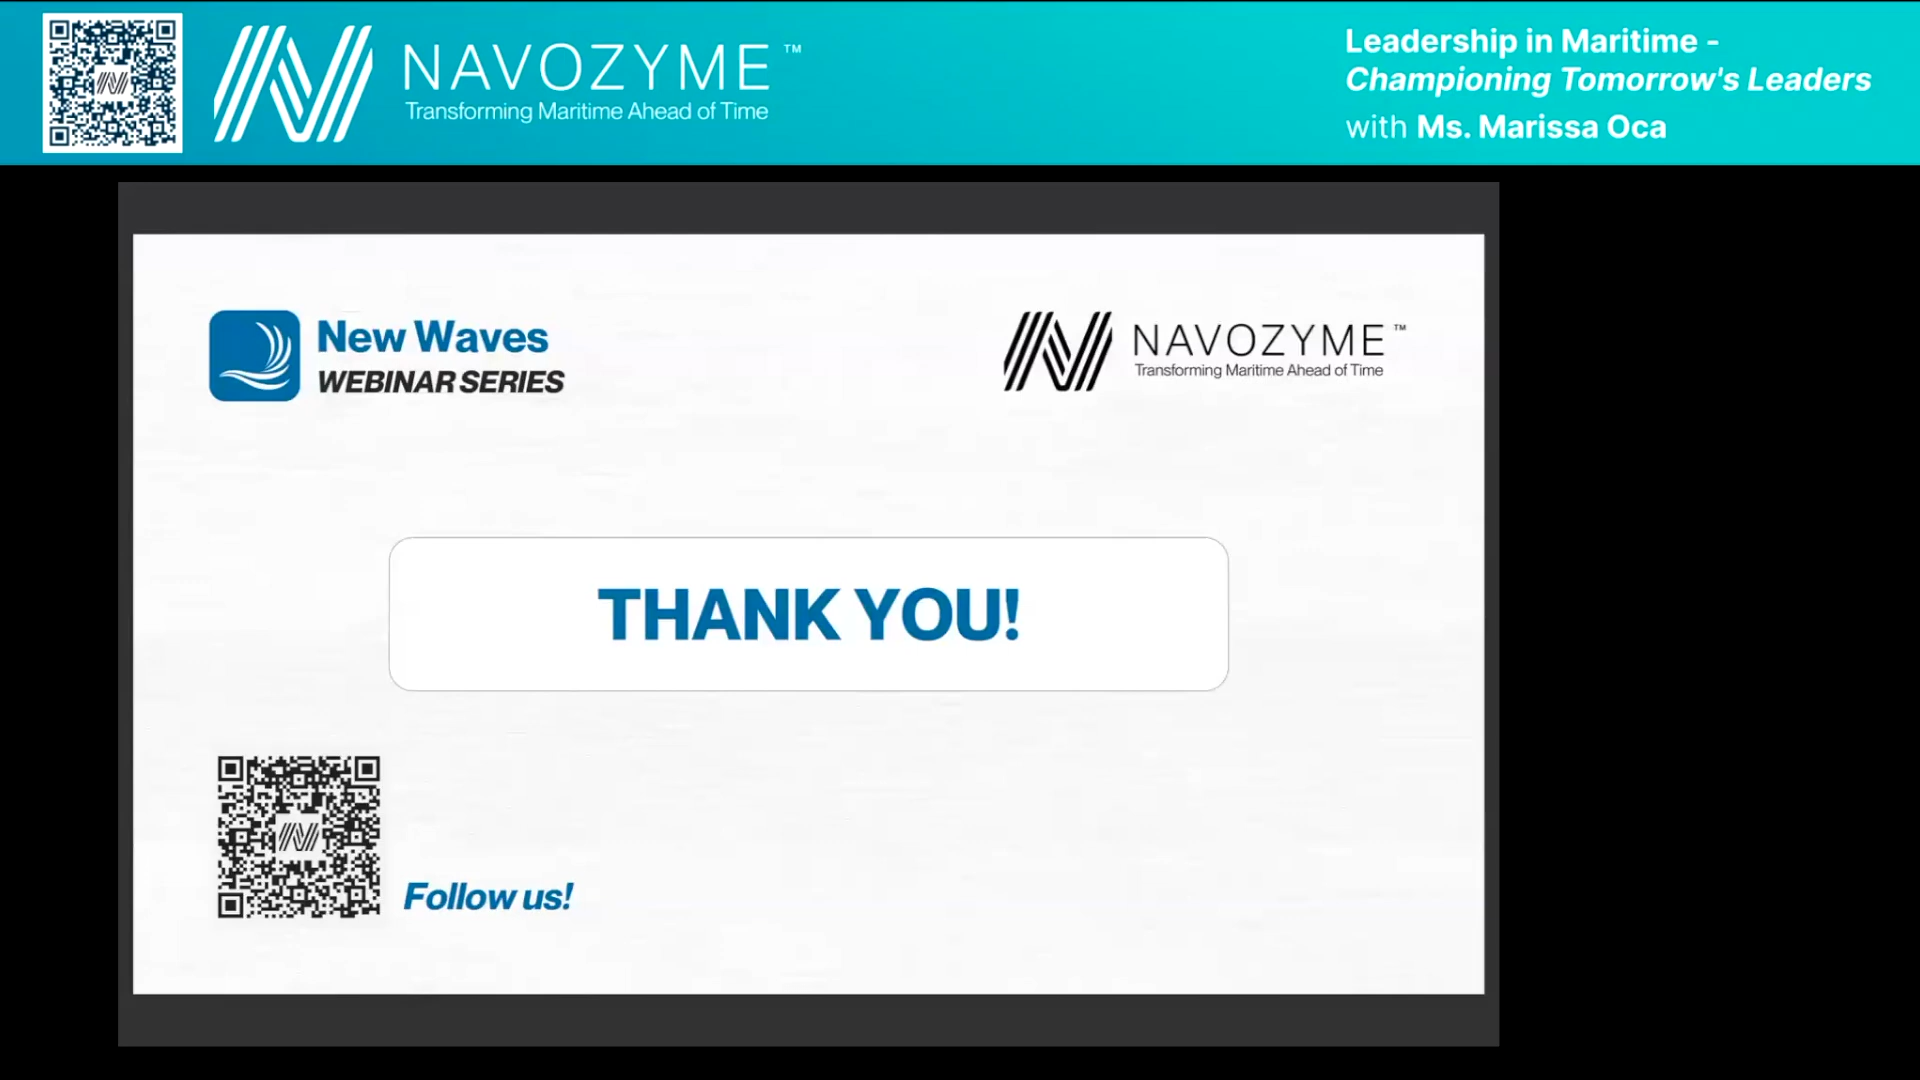 NAVOZYME™
Transforming Maritime Ahead of Time
Leadership in Maritime -
Championing Tomorrow's Leaders
with Ms. Marissa Oca
New Waves
WEBINAR SERIES
NAVOZYME™
Transforming Maritime Ahead of Time
THANK YOU!
Follow us!